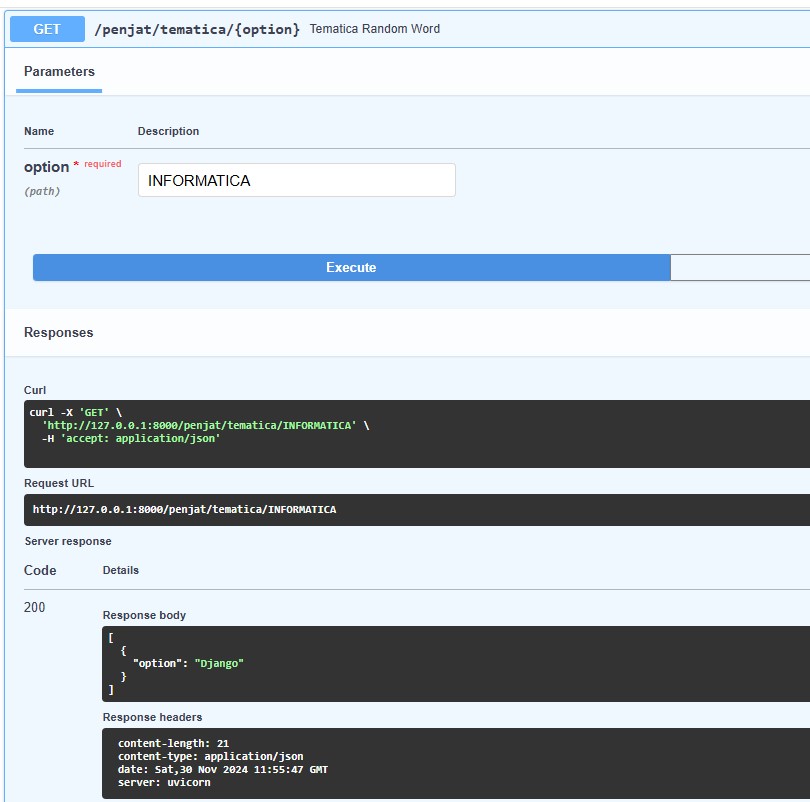 GET /penjat/tematica/{option} Tematica Random Word
Parameters
Name Description
option * required
(path)
INFORMATICA
Execute
Responses
Curl
curl -X 'GET' \
'http://127.0.0.1:8000/penjat/tematica/INFORMATICA' \
-H 'accept: application/json'
Request URL
http://127.0.0.1:8000/penjat/tematica/INFORMATICA
Server response
Code Details
200
Response body
[
{
"option": "Django"
}
]
Response headers
content-length: 21
content-type: application/json
date: Sat,30 Nov 2024 11:55:47 GMT
server: uvicorn